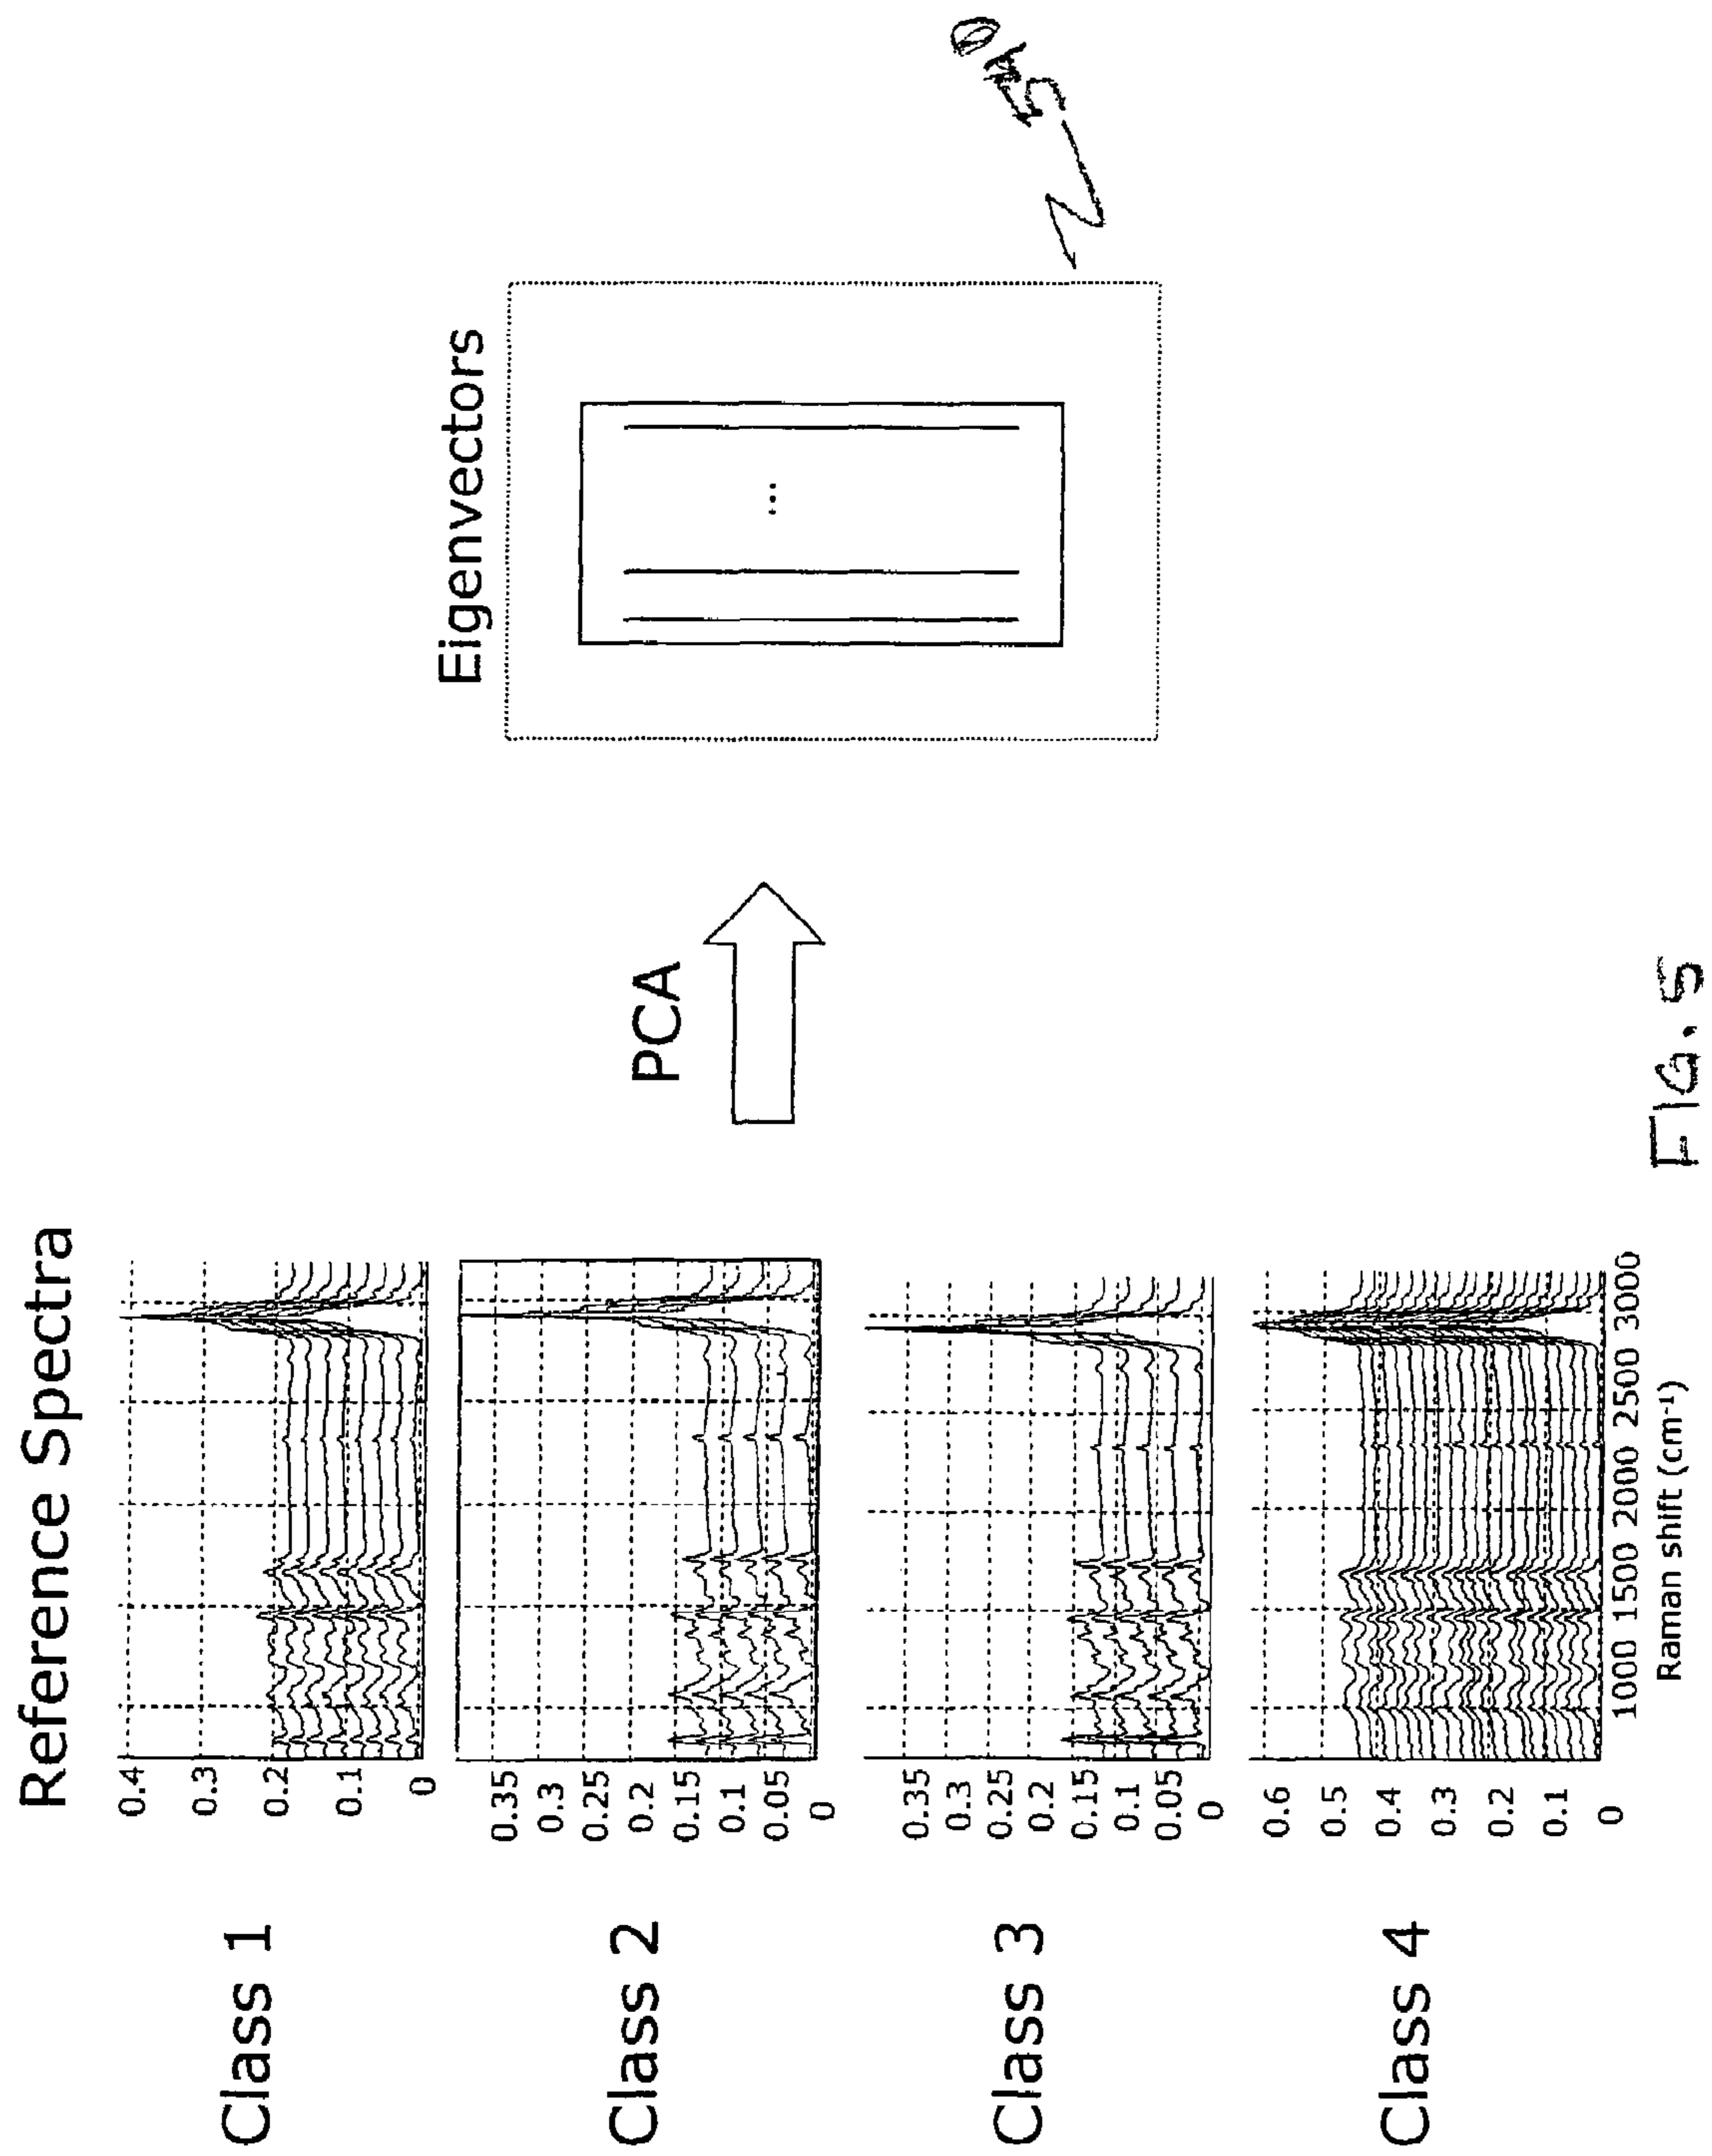 Reference Spectra
Class 1
0.4
0.3
0.2
0.1
0
Class 2
0.35
0.3
0.25
0.2
0.15
0.1
0.05
0
Class 3
0.35
0.3
0.25
0.2
0.15
0.1
0.05
0
Class 4
0.6
0.5
0.4
0.3
0.2
0.1
0
1000 1500 2000 2500 3000
Raman shift (cm⁻¹)
PCA
Eigenvectors
...
FIG. 5